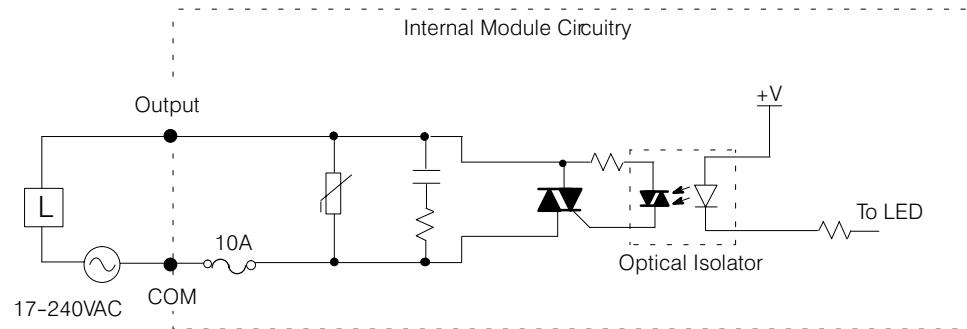 Internal Module Circuitry
+V
Output
L
To LED
10A
Optical Isolator
COM
17-240VAC